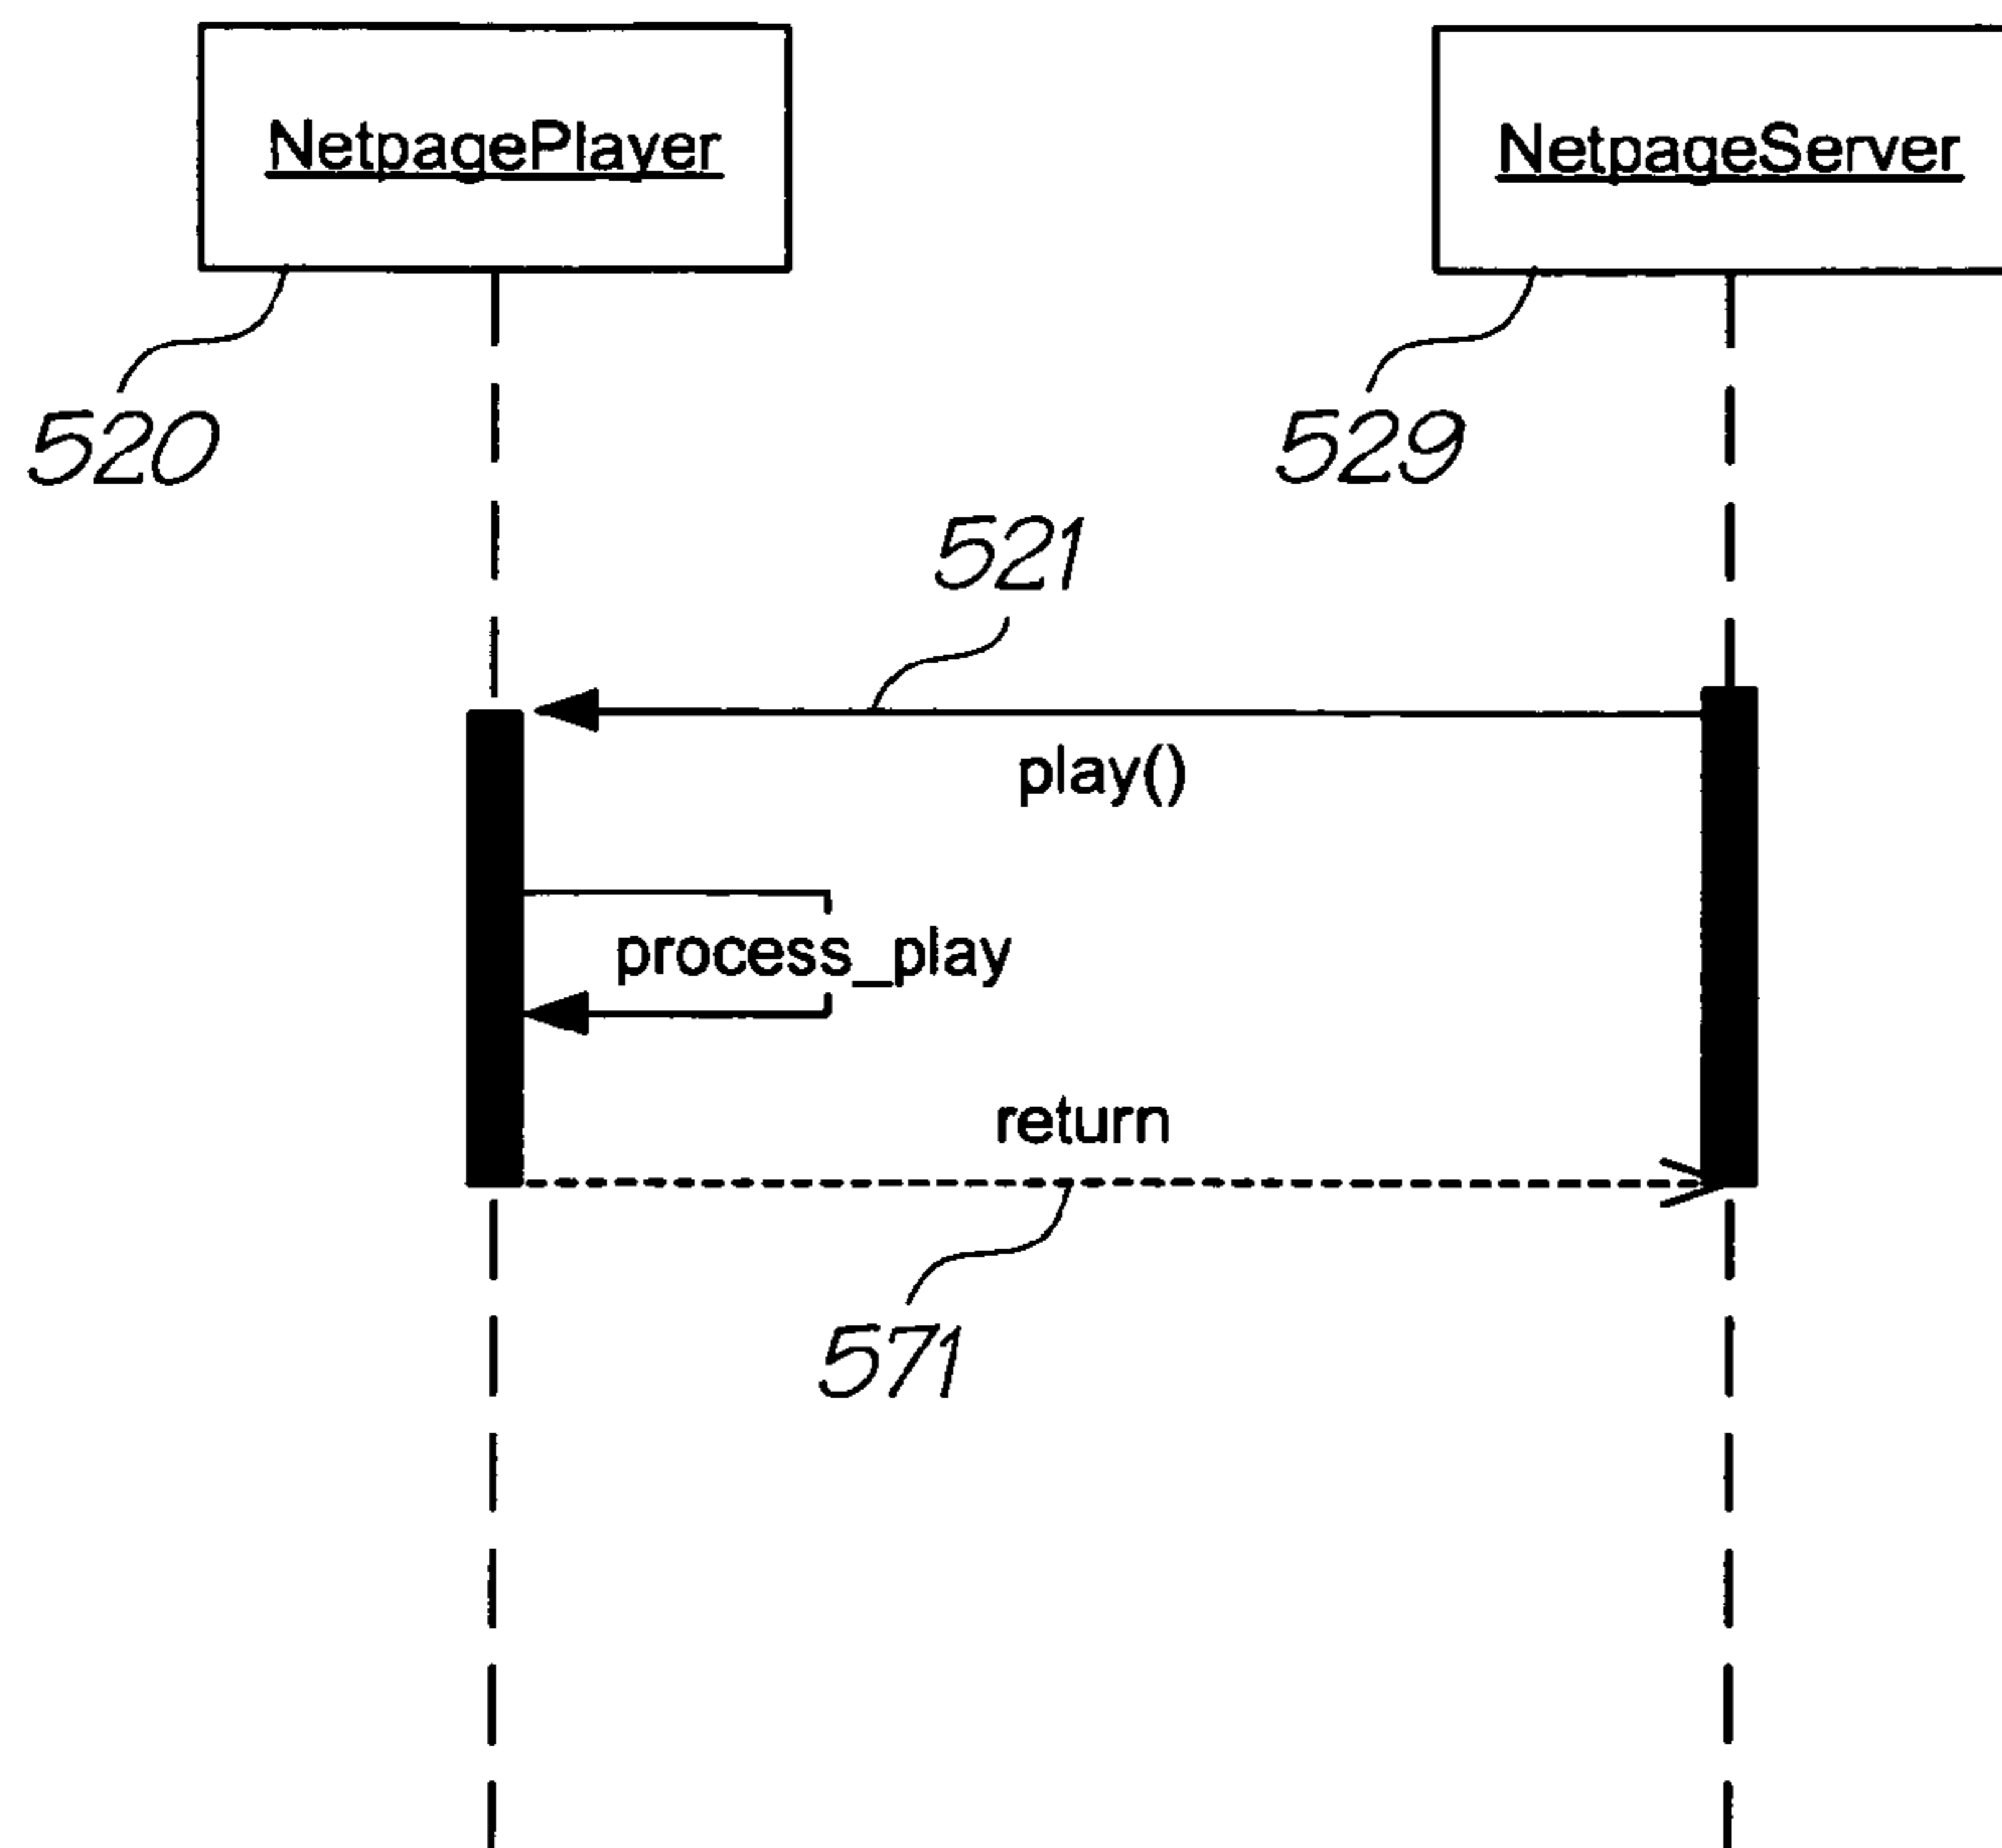 NetpagePlayer
NetpageServer
520
529
521
play()
process_play
return
571